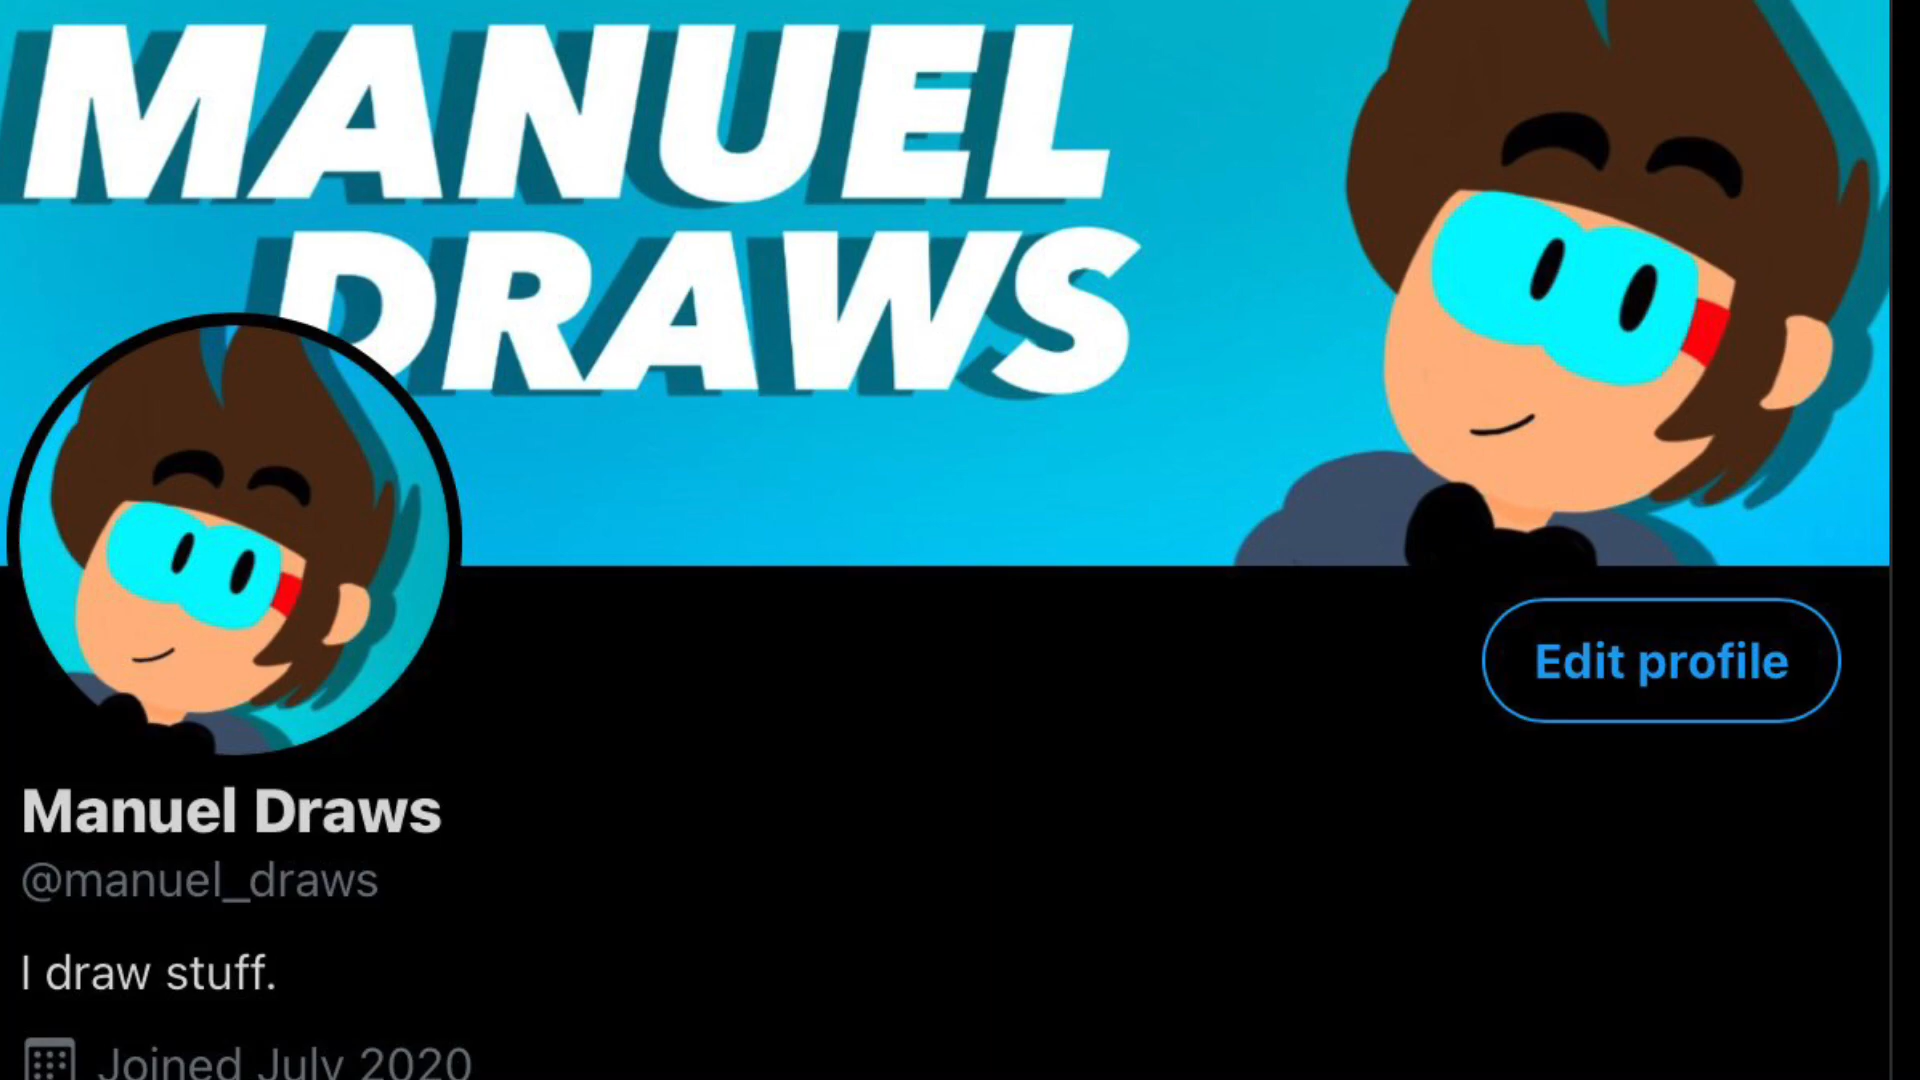 MANUEL
DRAWS
Edit profile
Manuel Draws
@manuel_draws
I draw stuff.
Joined July 2020